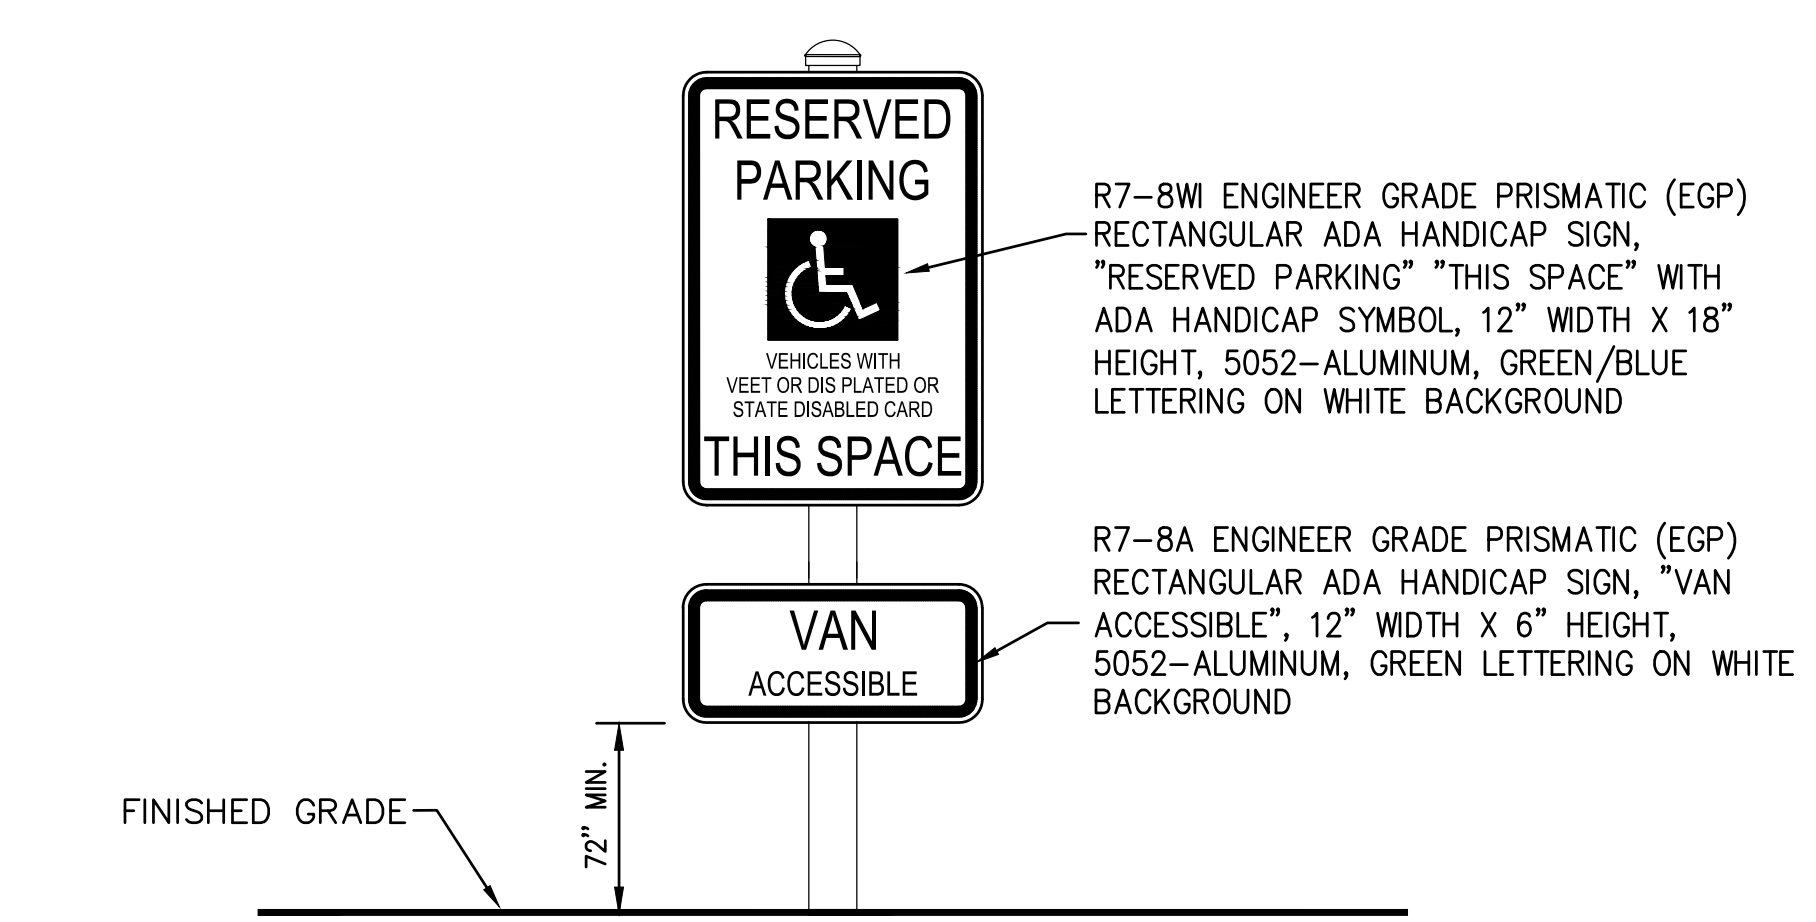 RESERVED
PARKING
VEHICLES WITH
VEET OR DIS PLATED OR
STATE DISABLED CARD
THIS SPACE
R7-8WI ENGINEER GRADE PRISMATIC (EGP)
RECTANGULAR ADA HANDICAP SIGN,
"RESERVED PARKING" "THIS SPACE" WITH
ADA HANDICAP SYMBOL, 12" WIDTH X 18"
HEIGHT, 5052-ALUMINUM, GREEN/BLUE
LETTERING ON WHITE BACKGROUND
VAN
ACCESSIBLE
R7-8A ENGINEER GRADE PRISMATIC (EGP)
RECTANGULAR ADA HANDICAP SIGN, "VAN
ACCESSIBLE", 12" WIDTH X 6" HEIGHT,
5052-ALUMINUM, GREEN LETTERING ON WHITE
BACKGROUND
72" MIN.
FINISHED GRADE